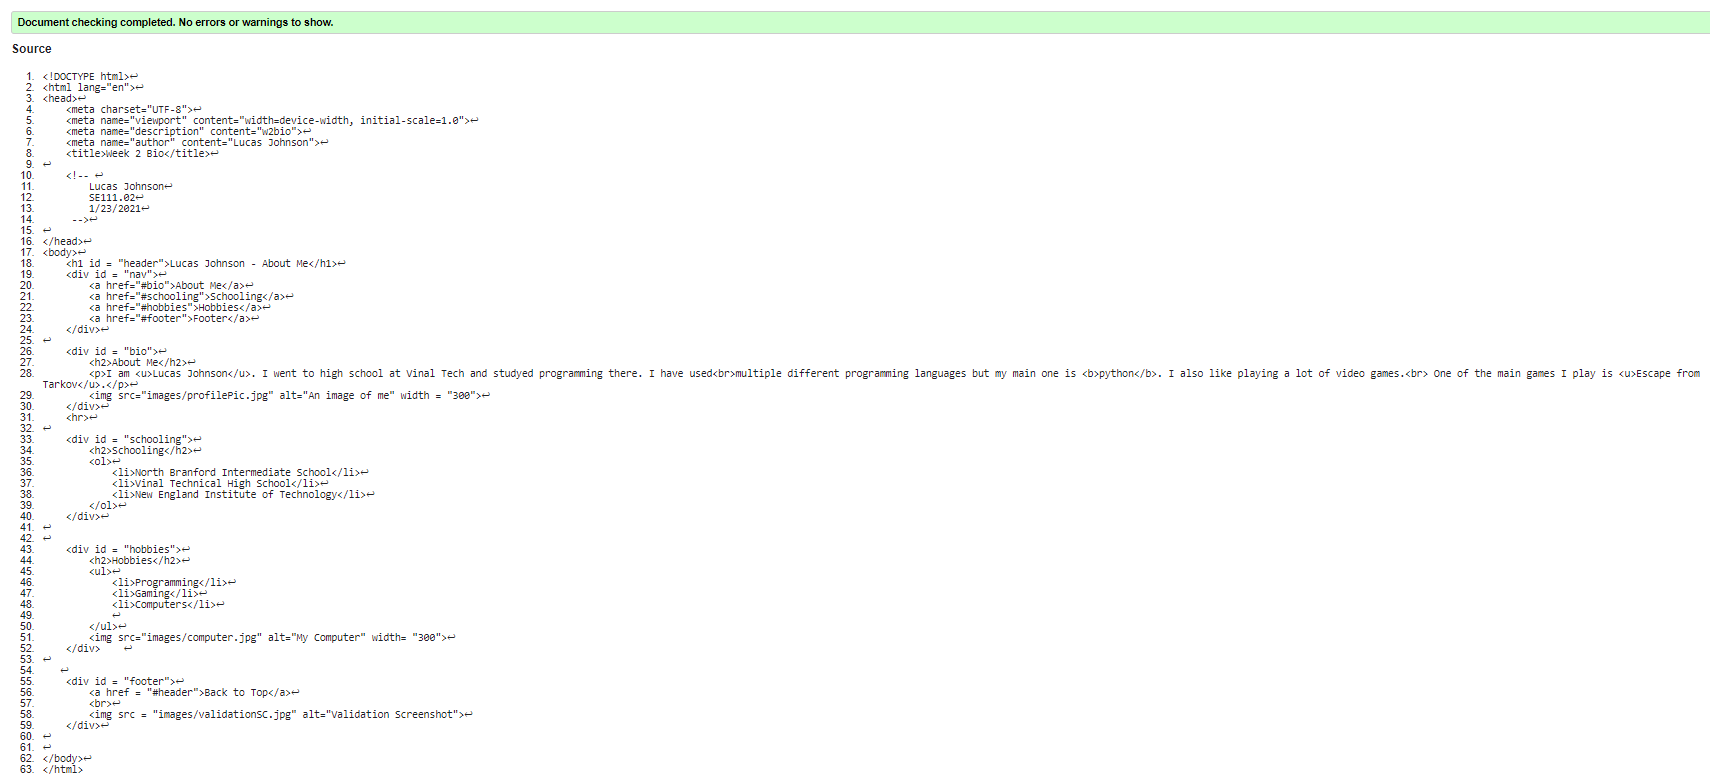 Document checking completed. No errors or warnings to show.
Source
1. <!DOCTYPE html>↩
2. <html lang="en">↩
3. <head>↩
4.     <meta charset="UTF-8">↩
5.     <meta name="viewport" content="width=device-width, initial-scale=1.0">↩
6.     <meta name="description" content="w2bio">↩
7.     <meta name="author" content="Lucas Johnson">↩
8.     <title>Week 2 Bio</title>↩
9. ↩
10.     <!-- ↩
11.         Lucas Johnson↩
12.         SE111.02↩
13.         1/23/2021↩
14.      -->↩
15. ↩
16. </head>↩
17. <body>↩
18.     <h1 id = "header">Lucas Johnson - About Me</h1>↩
19.     <div id = "nav">↩
20.         <a href="#bio">About Me</a>↩
21.         <a href="#schooling">Schooling</a>↩
22.         <a href="#hobbies">Hobbies</a>↩
23.         <a href="#footer">Footer</a>↩
24.     </div>↩
25. ↩
26.     <div id = "bio">↩
27.         <h2>About Me</h2>↩
28.         <p>I am <u>Lucas Johnson</u>. I went to high school at Vinal Tech and studyed programming there. I have used<br>multiple different programming languages but my main one is <b>python</b>. I also like playing a lot of video games.<br> One of the main games I play is <u>Escape from
Tarkov</u>.</p>↩
29.         <img src="images/profilePic.jpg" alt="An image of me" width = "300">↩
30.     </div>↩
31.     <hr>↩
32. ↩
33.     <div id = "schooling">↩
34.         <h2>Schooling</h2>↩
35.         <ol>↩
36.             <li>North Branford Intermediate School</li>↩
37.             <li>Vinal Technical High School</li>↩
38.             <li>New England Institute of Technology</li>↩
39.         </ol>↩
40.     </div>↩
41. ↩
42. ↩
43.     <div id = "hobbies">↩
44.         <h2>Hobbies</h2>↩
45.         <ul>↩
46.             <li>Programming</li>↩
47.             <li>Gaming</li>↩
48.             <li>Computers</li>↩
49.             ↩
50.         </ul>↩
51.         <img src="images/computer.jpg" alt="My Computer" width= "300">↩
52.     </div>    ↩
53. ↩
54.    ↩
55.     <div id = "footer">↩
56.         <a href = "#header">Back to Top</a>↩
57.         <br>↩
58.         <img src = "images/validationSC.jpg" alt="Validation Screenshot">↩
59.     </div>↩
60. ↩
61. ↩
62. </body>↩
63. </html>